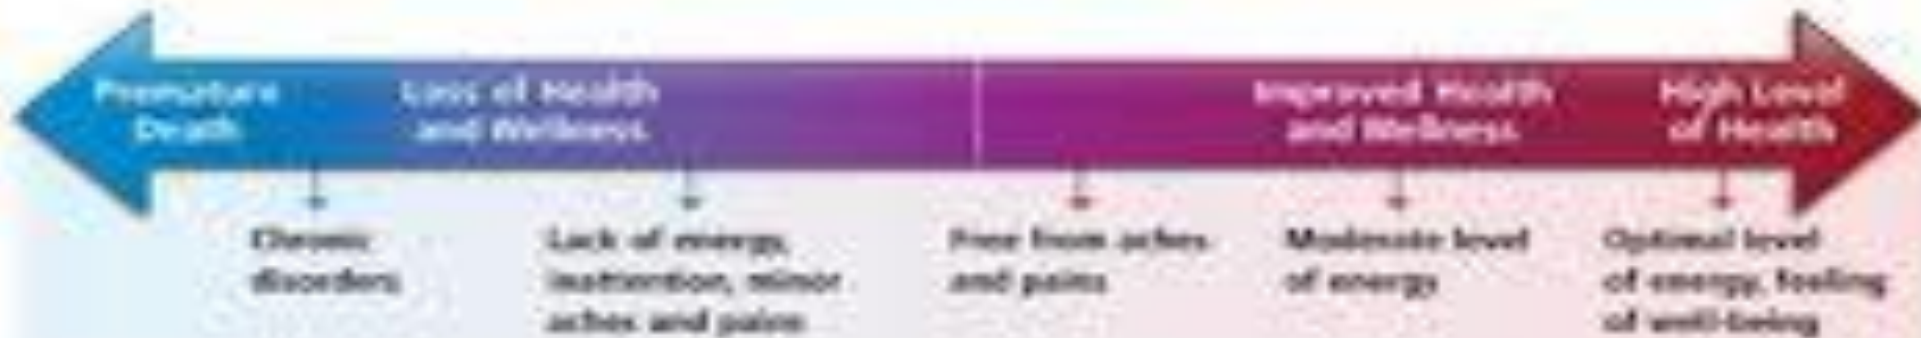 Premature
Death
Loss of Health
and Wellness
Improved Health
and Wellness
High Level
of Health
Chronic
disorders
Lack of energy,
inattention, minor
aches and pains
Free from aches
and pains
Moderate level
of energy
Optimal level
of energy, feeling
of well-being